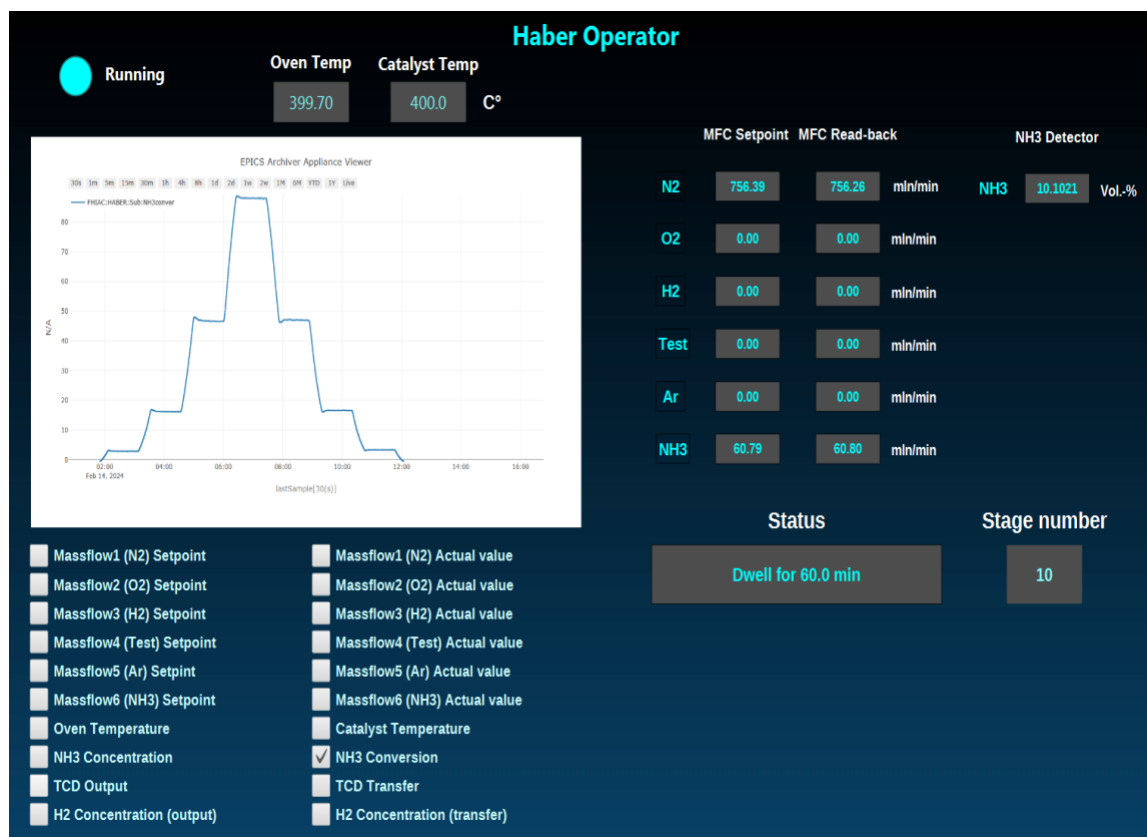 Haber Operator
Running
Oven Temp Catalyst Temp
399.70 400.0 C°
EPICS Archiver Appliance Viewer
30s 1m 5m 15m 30m 1h 4h 8h 1d 2d 1w 2w 1M 6M YTD 1Y Live
FHIAC:HABER:Sub:NH3conver
80
70
60
50
40
30
20
10
0
N/A
02:00 04:00 06:00 08:00 10:00 12:00 14:00 16:00
Feb 14, 2024
lastSample[30(s)]
MFC Setpoint MFC Read-back
N2 756.39 756.26 mln/min
O2 0.00 0.00 mln/min
H2 0.00 0.00 mln/min
Test 0.00 0.00 mln/min
Ar 0.00 0.00 mln/min
NH3 60.79 60.80 mln/min
NH3 Detector
NH3 10.1021 Vol.-%
Status
Dwell for 60.0 min
Stage number
10
Massflow1 (N2) Setpoint
Massflow2 (O2) Setpoint
Massflow3 (H2) Setpoint
Massflow4 (Test) Setpoint
Massflow5 (Ar) Setpint
Massflow6 (NH3) Setpoint
Oven Temperature
NH3 Concentration
TCD Output
H2 Concentration (output)
Massflow1 (N2) Actual value
Massflow2 (O2) Actual value
Massflow3 (H2) Actual value
Massflow4 (Test) Actual value
Massflow5 (Ar) Actual value
Massflow6 (NH3) Actual value
Catalyst Temperature
NH3 Conversion
TCD Transfer
H2 Concentration (transfer)